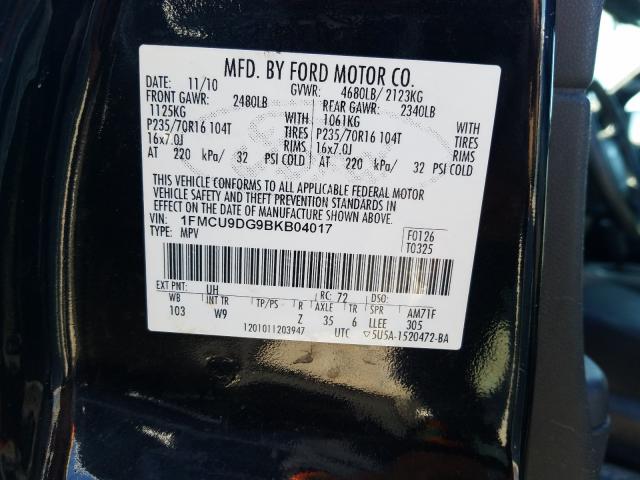 MFD. BY FORD MOTOR CO.
DATE: 11/10 GVWR: 4680LB/ 2123KG
FRONT GAWR: 2480LB REAR GAWR: 2340LB
1125KG WITH 1061KG WITH
P235/70R16 104T TIRES P235/70R16 104T TIRES
16x7.0J RIMS 16x7.0J RIMS
AT 220 kPa/ 32 PSI COLD AT 220 kPa/ 32 PSI COLD
THIS VEHICLE CONFORMS TO ALL APPLICABLE FEDERAL MOTOR
VEHICLE SAFETY AND THEFT PREVENTION STANDARDS IN
EFFECT ON THE DATE OF MANUFACTURE SHOWN ABOVE.
VIN: 1FMCU9DG9BKB04017
TYPE: MPV
F0126
T0325
EXT PNT: UH RC: 72 DSO:
WB INT TR TP/PS R AXLE TR SPR AM71F
103 W9 Z 35 6 LLEE 305
1201011203947 UTC 5U5A-1520472-BA